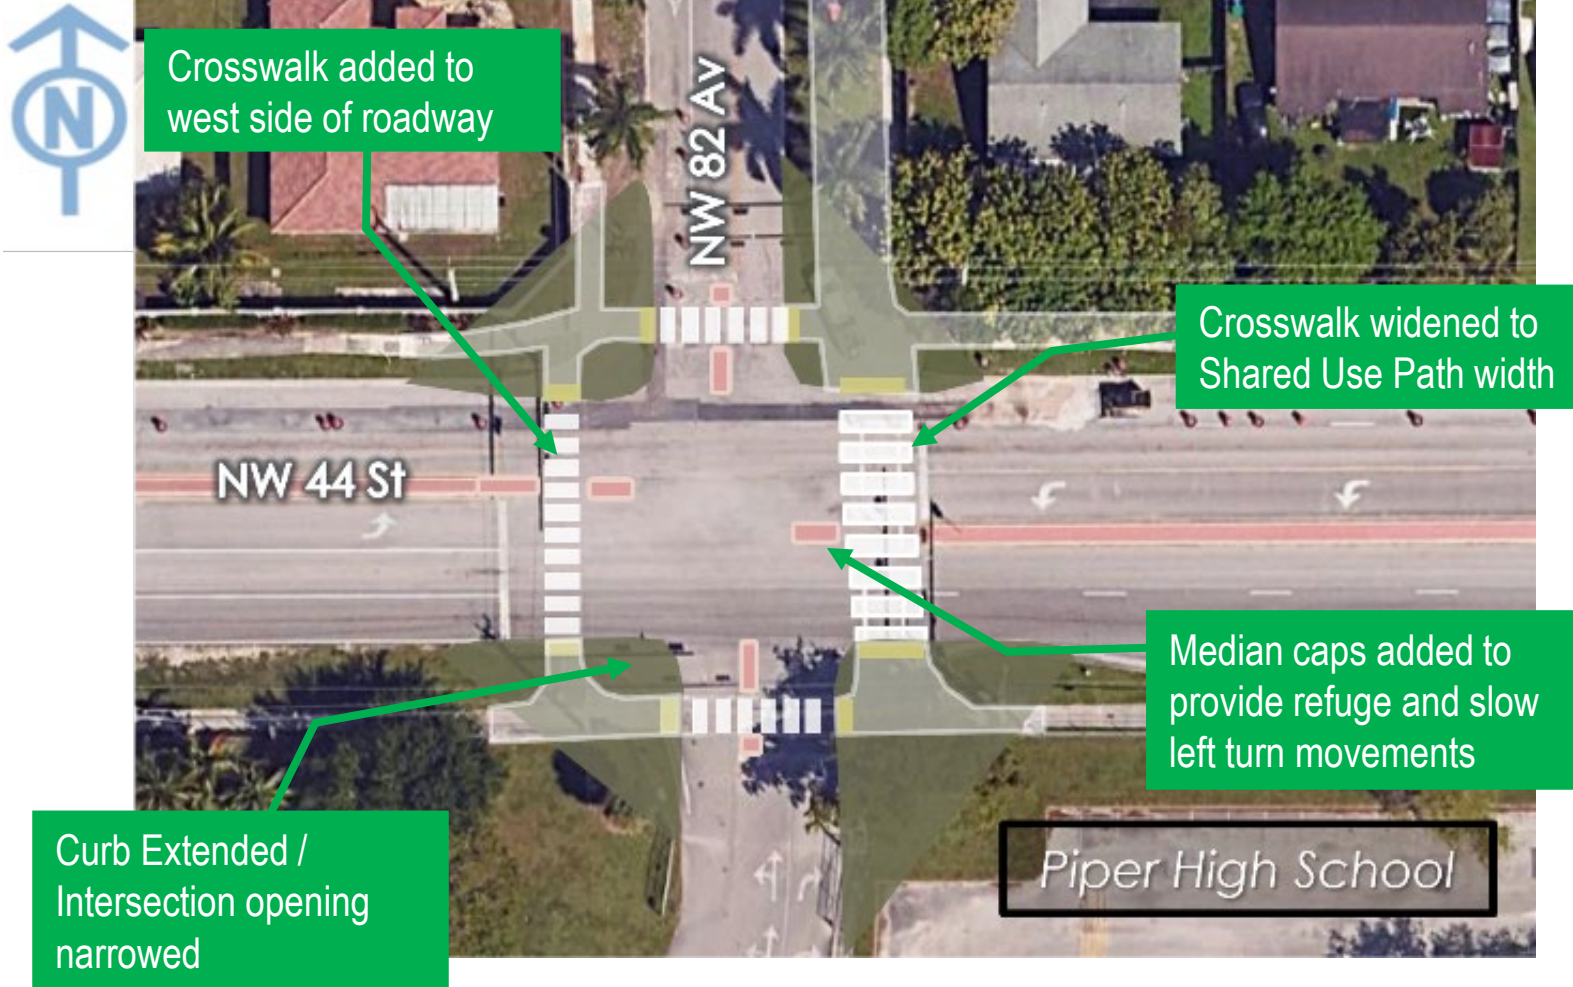 N
Crosswalk added to
west side of roadway
NW 82 Av
Crosswalk widened to
Shared Use Path width
NW 44 St
Median caps added to
provide refuge and slow
left turn movements
Curb Extended /
Intersection opening
narrowed
Piper High School